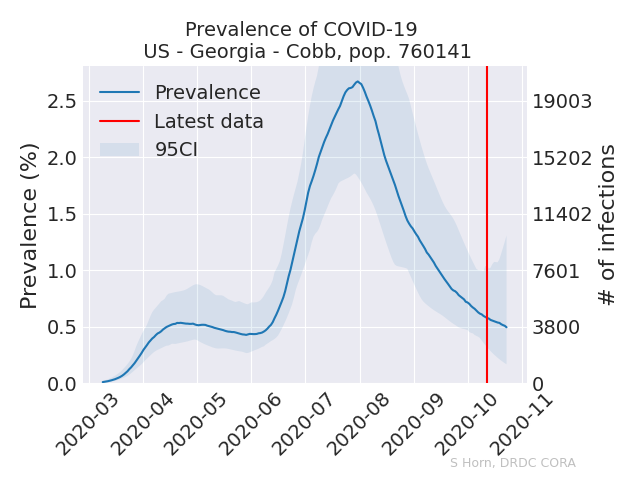 Prevalence of COVID-19
US - Georgia - Cobb, pop. 760141
Prevalence
Latest data
95CI
Prevalence (%)
2.5
2.0
1.5
1.0
0.5
0.0
19003
15202
11402
7601
3800
0
# of infections
2020-03
2020-04
2020-05
2020-06
2020-07
2020-08
2020-09
2020-10
2020-11
S Horn, DRDC CORA